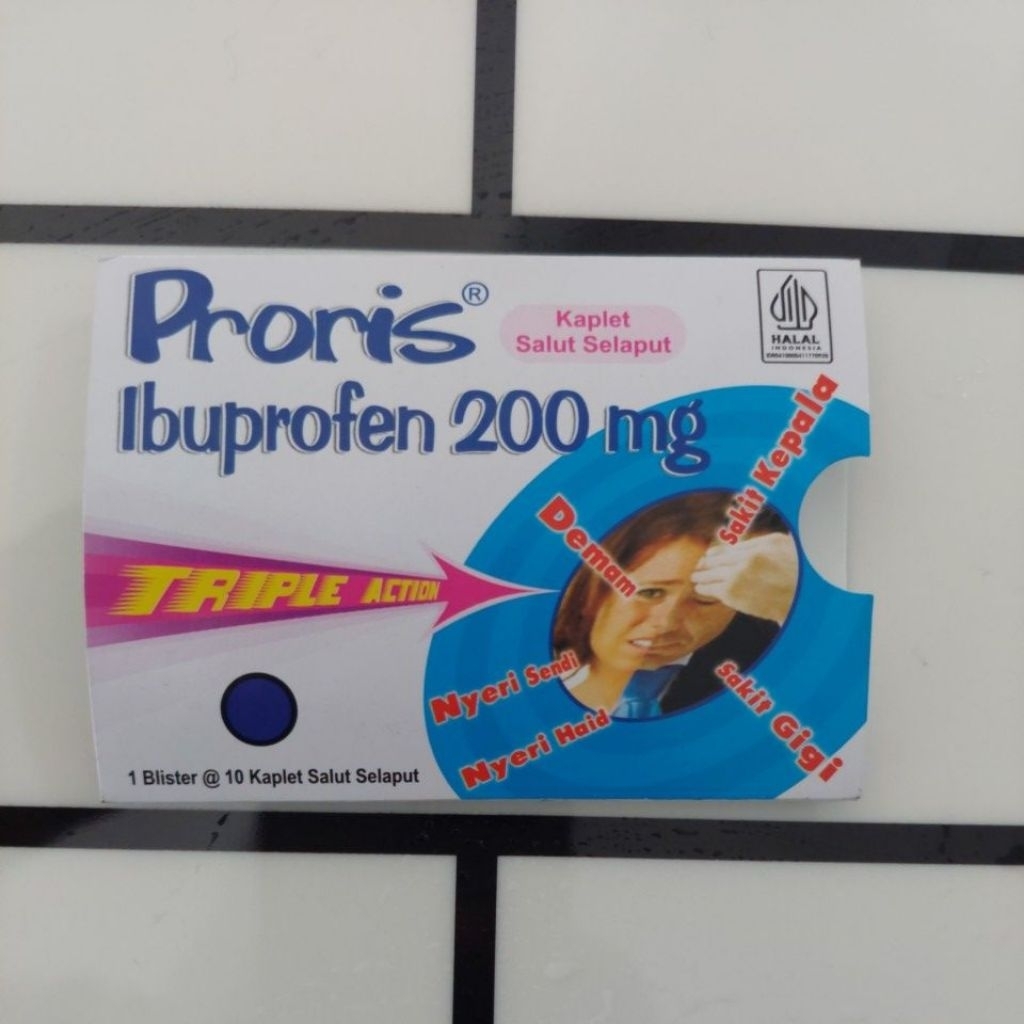 Proris®
Kaplet
Salut Selaput
HALAL
INDONESIA
Ibuprofen 200 mg
Sakit Kepala
Demam
TRIPLE ACTION
Nyeri Sendi
Nyeri Haid
Sakit Gigi
1 Blister @ 10 Kaplet Salut Selaput